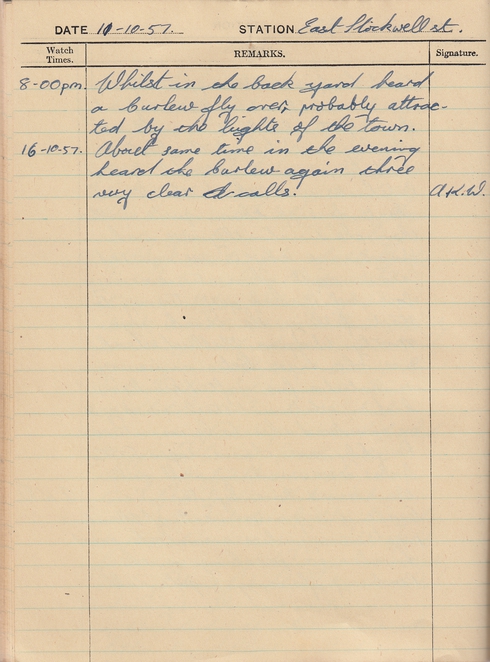 DATE 10-10-57. STATION East Stockwell st.
Watch Times. REMARKS. Signature.
8-00pm. Whilst in the back yard heard
a curlew fly over, probably attrac-
ted by the lights of the town.
16-10-57. About same time in the evening
heard the curlew again three
very clear calls. A.K.W.